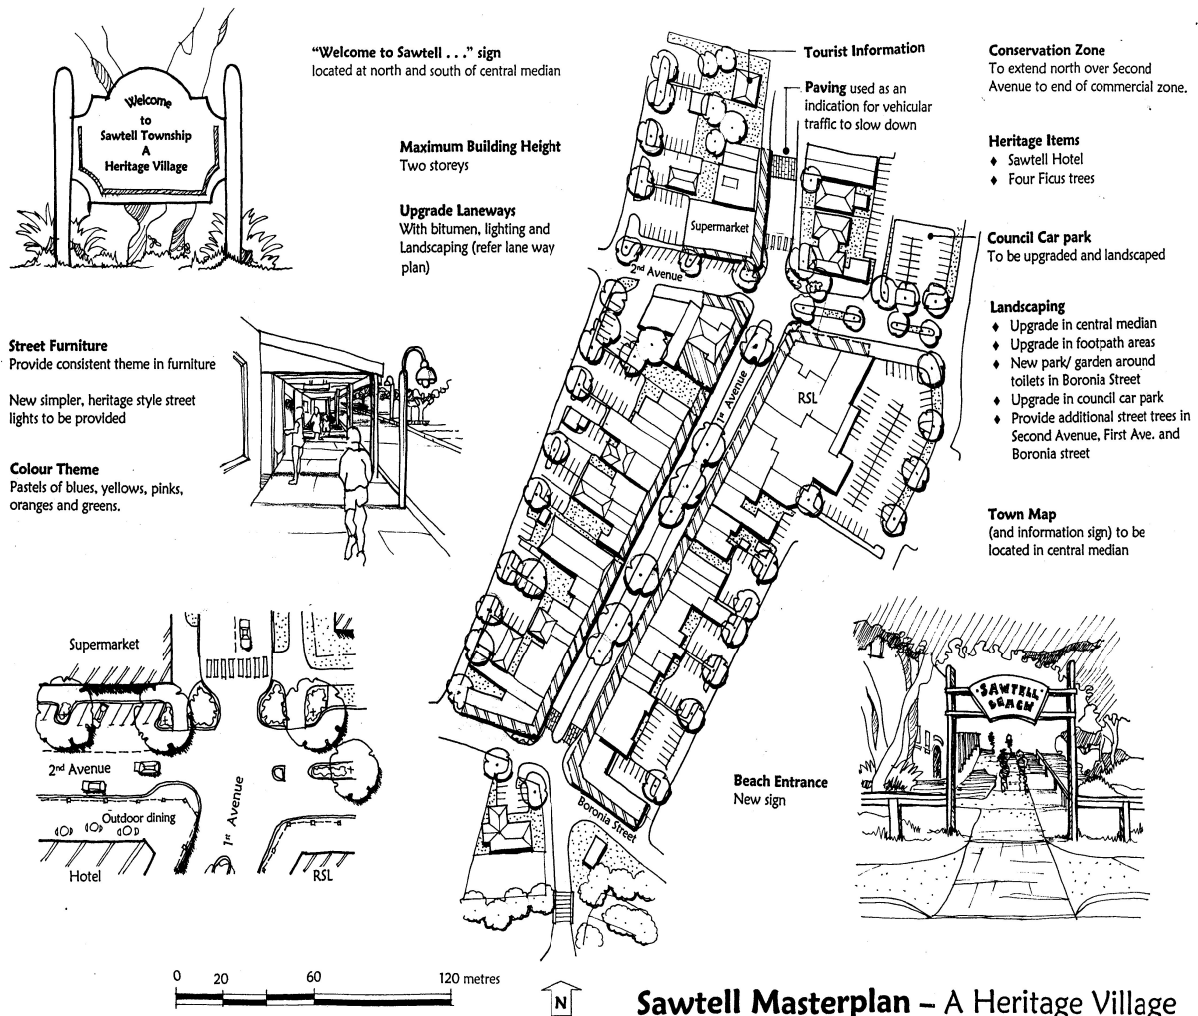 Welcome
to
Sawtell Township
A
Heritage Village
“Welcome to Sawtell . . .” sign
located at north and south of central median
Maximum Building Height
Two storeys
Upgrade Laneways
With bitumen, lighting and
Landscaping (refer lane way
plan)
Street Furniture
Provide consistent theme in furniture
New simpler, heritage style street
lights to be provided
Colour Theme
Pastels of blues, yellows, pinks,
oranges and greens.
Tourist Information
Paving used as an
indication for vehicular
traffic to slow down
Supermarket
2nd Avenue
1st Avenue
RSL
Boronia Street
Conservation Zone
To extend north over Second
Avenue to end of commercial zone.
Heritage Items
♦ Sawtell Hotel
♦ Four Ficus trees
Council Car park
To be upgraded and landscaped
Landscaping
♦ Upgrade in central median
♦ Upgrade in footpath areas
♦ New park/ garden around
toilets in Boronia Street
♦ Upgrade in council car park
♦ Provide additional street trees in
Second Avenue, First Ave. and
Boronia street
Town Map
(and information sign) to be
located in central median
Supermarket
2nd Avenue
Outdoor dining
1st Avenue
Hotel
RSL
Beach Entrance
New sign
SAWTELL
BEACH
0 20 60 120 metres
N
Sawtell Masterplan – A Heritage Village